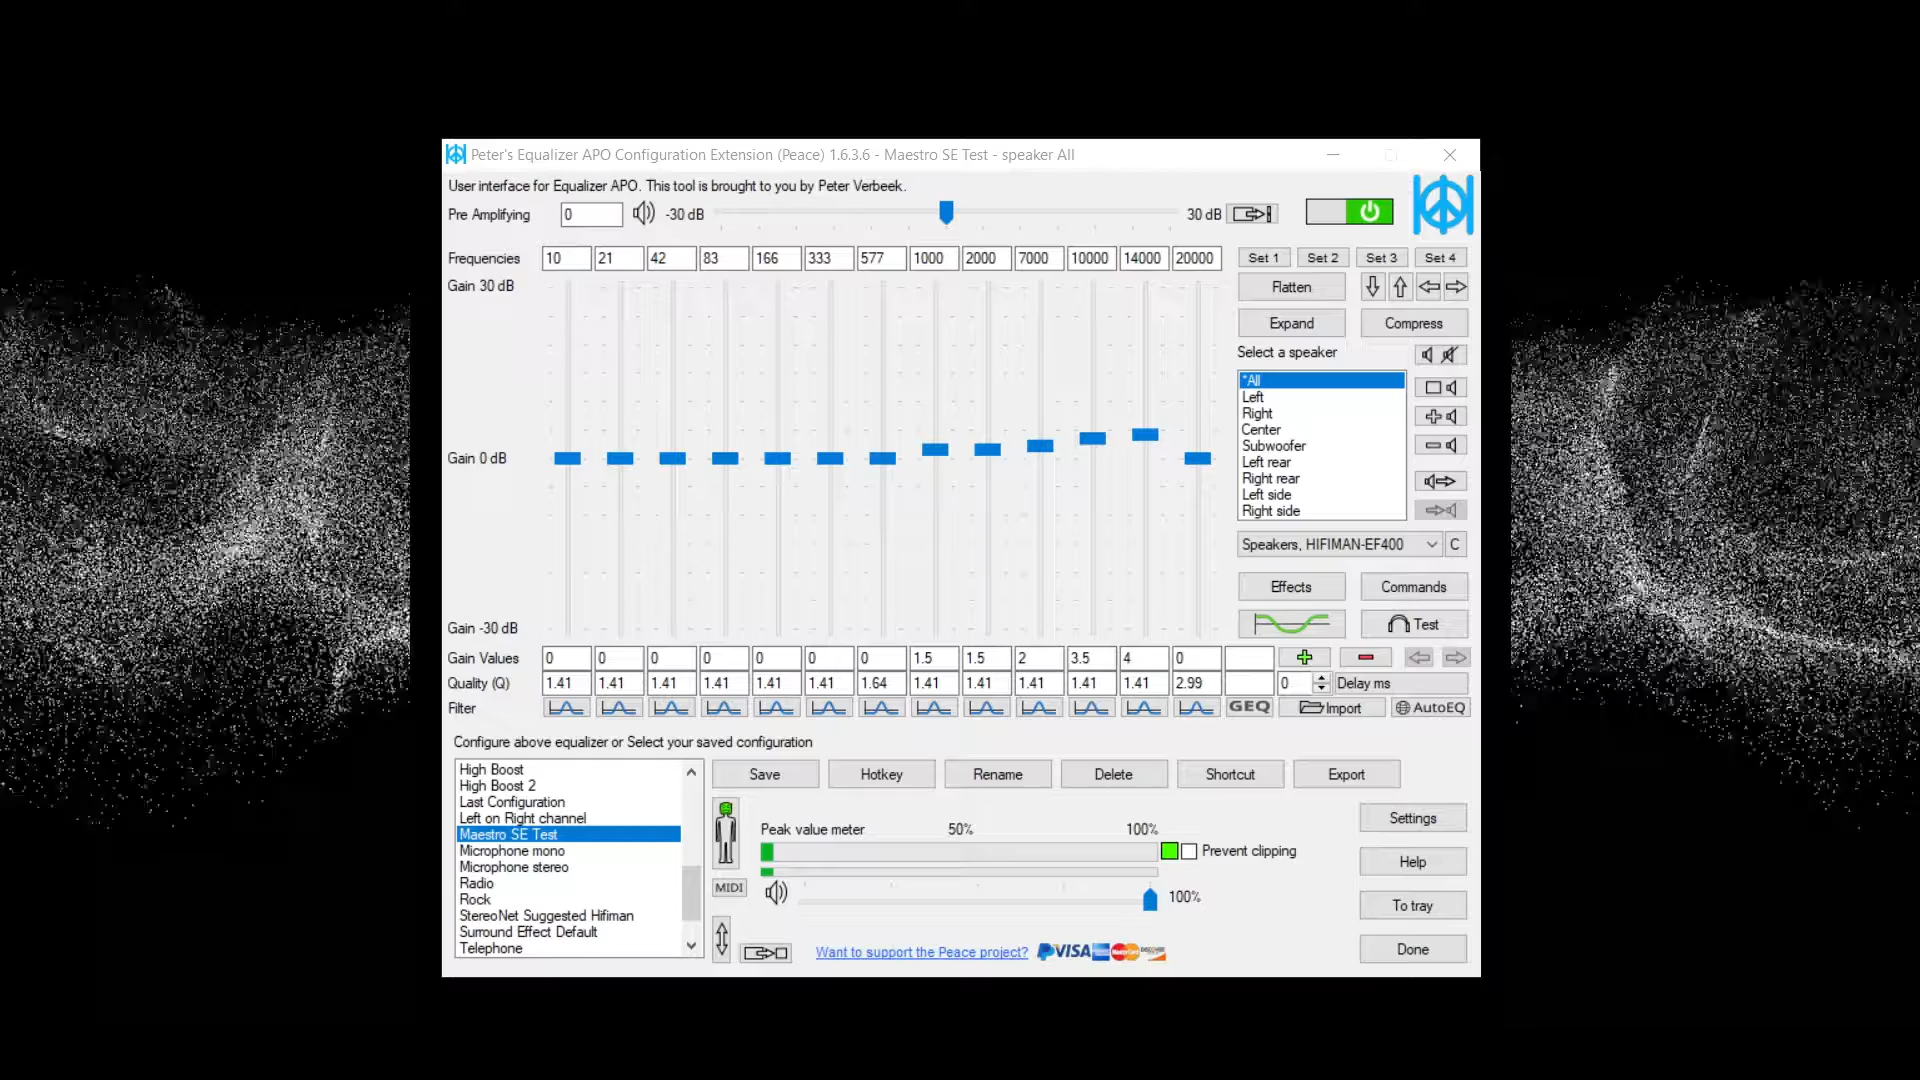 Peter's Equalizer APO Configuration Extension (Peace) 1.6.3.6 - Maestro SE Test - speaker All
User interface for Equalizer APO. This tool is brought to you by Peter Verbeek.
Pre Amplifying 0 -30 dB 30 dB
Frequencies 10 21 42 83 166 333 577 1000 2000 7000 10000 14000 20000 Set 1 Set 2 Set 3 Set 4
Gain 30 dB
Flatten
Expand Compress
Select a speaker
*All
Left
Right
Center
Subwoofer
Left rear
Right rear
Left side
Right side
Gain 0 dB
Speakers, HIFIMAN-EF400 C
Effects Commands
Test
Gain -30 dB
Gain Values 0 0 0 0 0 0 0 1.5 1.5 2 3.5 4 0
Quality (Q) 1.41 1.41 1.41 1.41 1.41 1.41 1.64 1.41 1.41 1.41 1.41 1.41 2.99 0 Delay ms
Filter GEQ Import AutoEQ
Configure above equalizer or Select your saved configuration
High Boost
High Boost 2
Last Configuration
Left on Right channel
Maestro SE Test
Microphone mono
Microphone stereo
Radio
Rock
StereoNet Suggested Hifiman
Surround Effect Default
Telephone
Save Hotkey Rename Delete Shortcut Export
Peak value meter 50% 100%
Prevent clipping
MIDI
100%
Want to support the Peace project? VISA
Settings
Help
To tray
Done